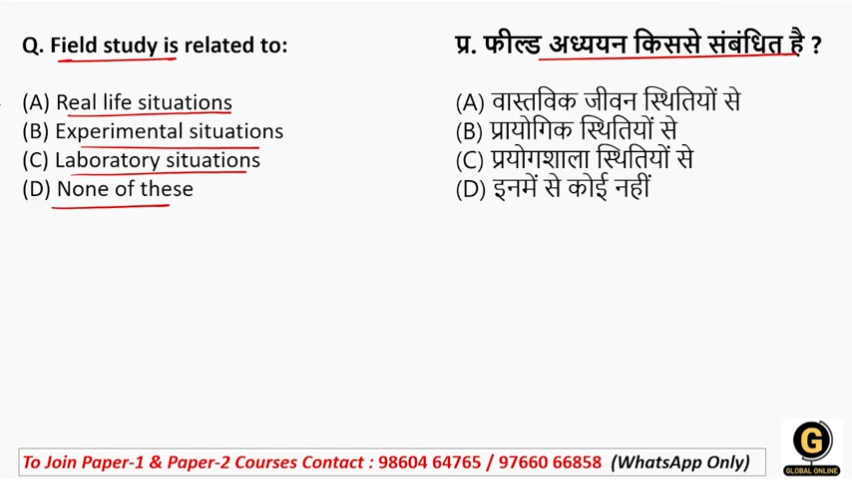 Q. Field study is related to:
(A) Real life situations
(B) Experimental situations
(C) Laboratory situations
(D) None of these
प्र. फील्ड अध्ययन किससे संबंधित है ?
(A) वास्तविक जीवन स्थितियों से
(B) प्रायोगिक स्थितियों से
(C) प्रयोगशाला स्थितियों से
(D) इनमें से कोई नहीं
G
GLOBAL ONLINE
To Join Paper-1 & Paper-2 Courses Contact : 98604 64765 / 97660 66858 (WhatsApp Only)